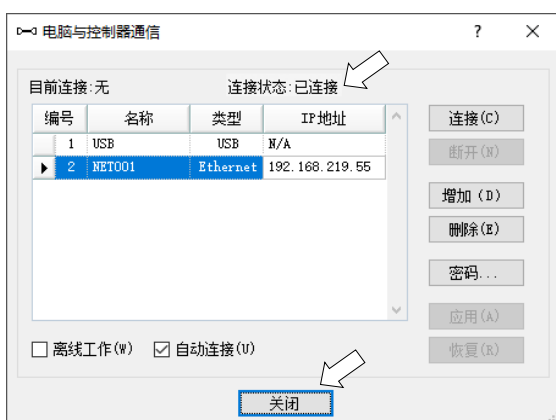 电脑与控制器通信
目前连接:无 连接状态:已连接
编号 名称 类型 IP地址
1 USB USB N/A
2 NET001 Ethernet 192.168.219.55
连接(C)
断开(N)
增加 (D)
删除(E)
密码...
应用(A)
恢复(R)
离线工作(W) 自动连接(U)
关闭